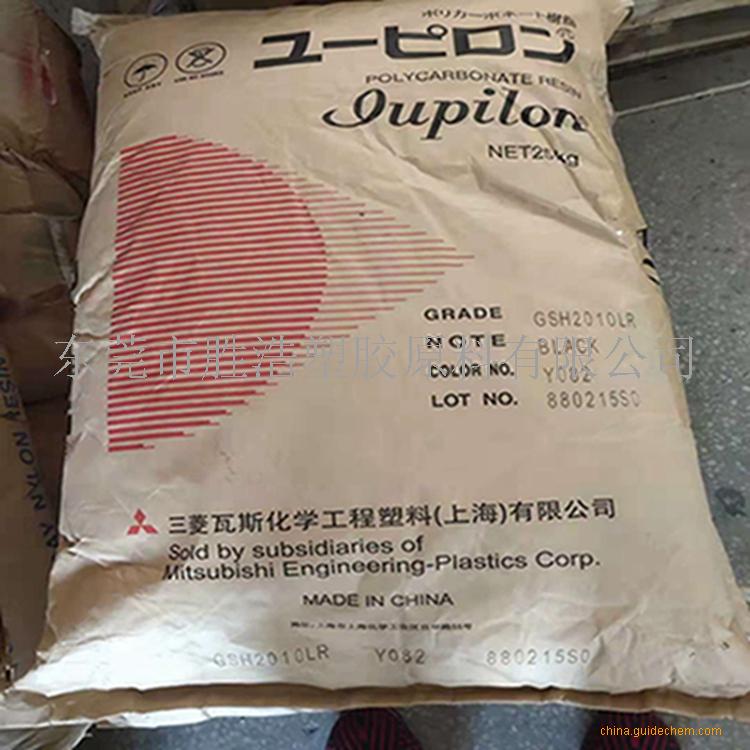 ポリカーボネート樹脂
ユーピロン
POLYCARBONATE RESIN
Iupilon
NET25kg
GRADE GSH2010LR
NOTE BLACK
COLOR NO. Y082
LOT NO. 880215S0
东莞市胜浩塑胶原料有限公司
三菱瓦斯化学工程塑料(上海)有限公司
Sold by subsidiaries of
Mitsubishi Engineering-Plastics Corp.
MADE IN CHINA
GSH2010LR Y082 880215S0
NYLON RESIN
china.guidechem.com